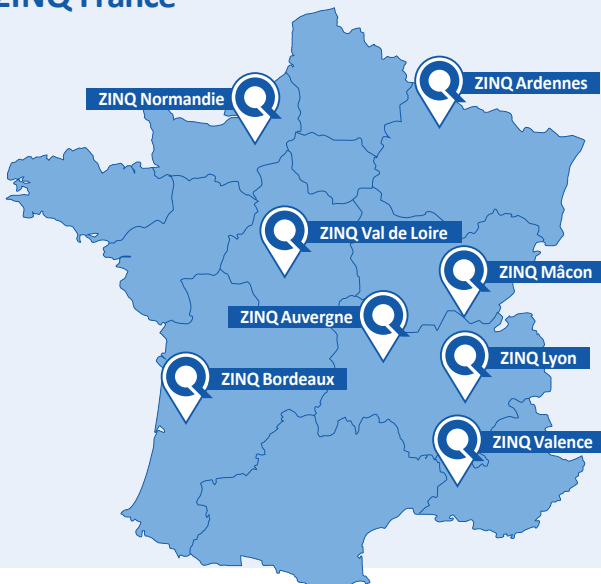 ZINQ France
ZINQ Ardennes
ZINQ Normandie
ZINQ Val de Loire
ZINQ Mâcon
ZINQ Auvergne
ZINQ Lyon
ZINQ Bordeaux
ZINQ Valence